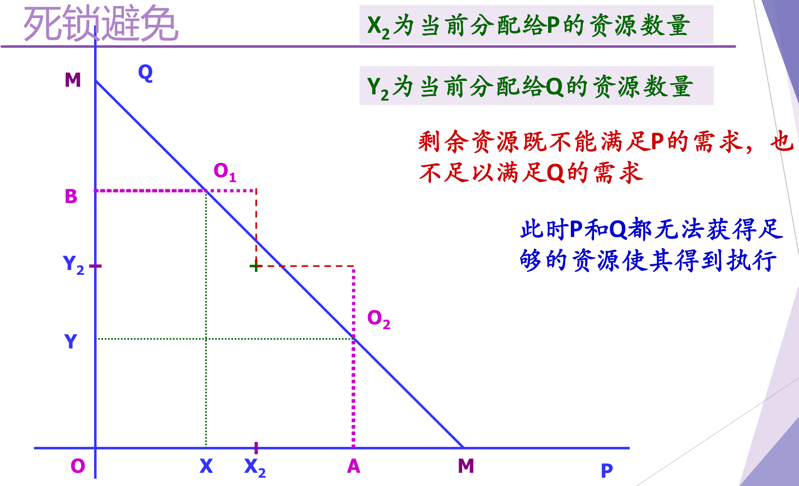 死锁避免
X₂为当前分配给P的资源数量
M
Q
Y₂为当前分配给Q的资源数量
剩余资源既不能满足P的需求，也
不足以满足Q的需求
O₁
B
此时P和Q都无法获得足
够的资源使其得到执行
Y₂
O₂
Y
O
X
X₂
A
M
P